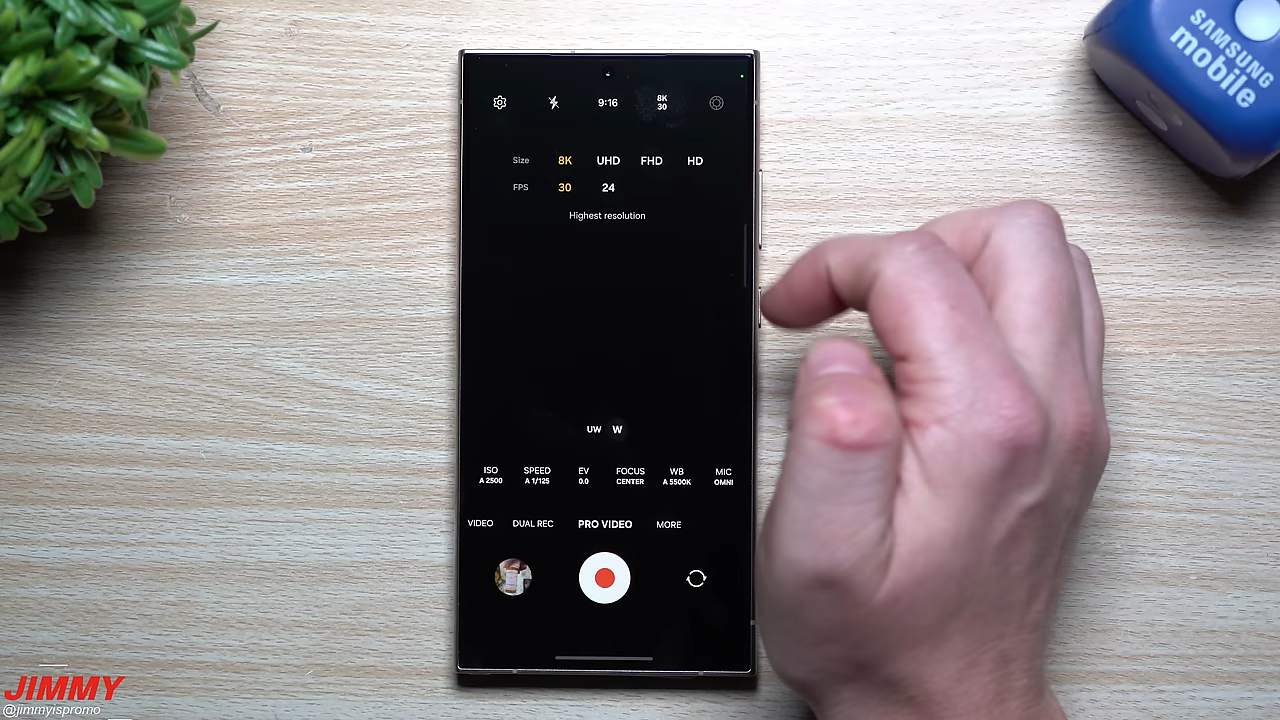 SAMSUNG
mobile
9:16
8K
30
Size 8K UHD FHD HD
FPS 30 24
Highest resolution
UW W
ISO SPEED EV FOCUS WB MIC
A 2500 A 1/125 0.0 CENTER A 5500K OMNI
VIDEO DUAL REC PRO VIDEO MORE
JIMMY
@jimmyispromo